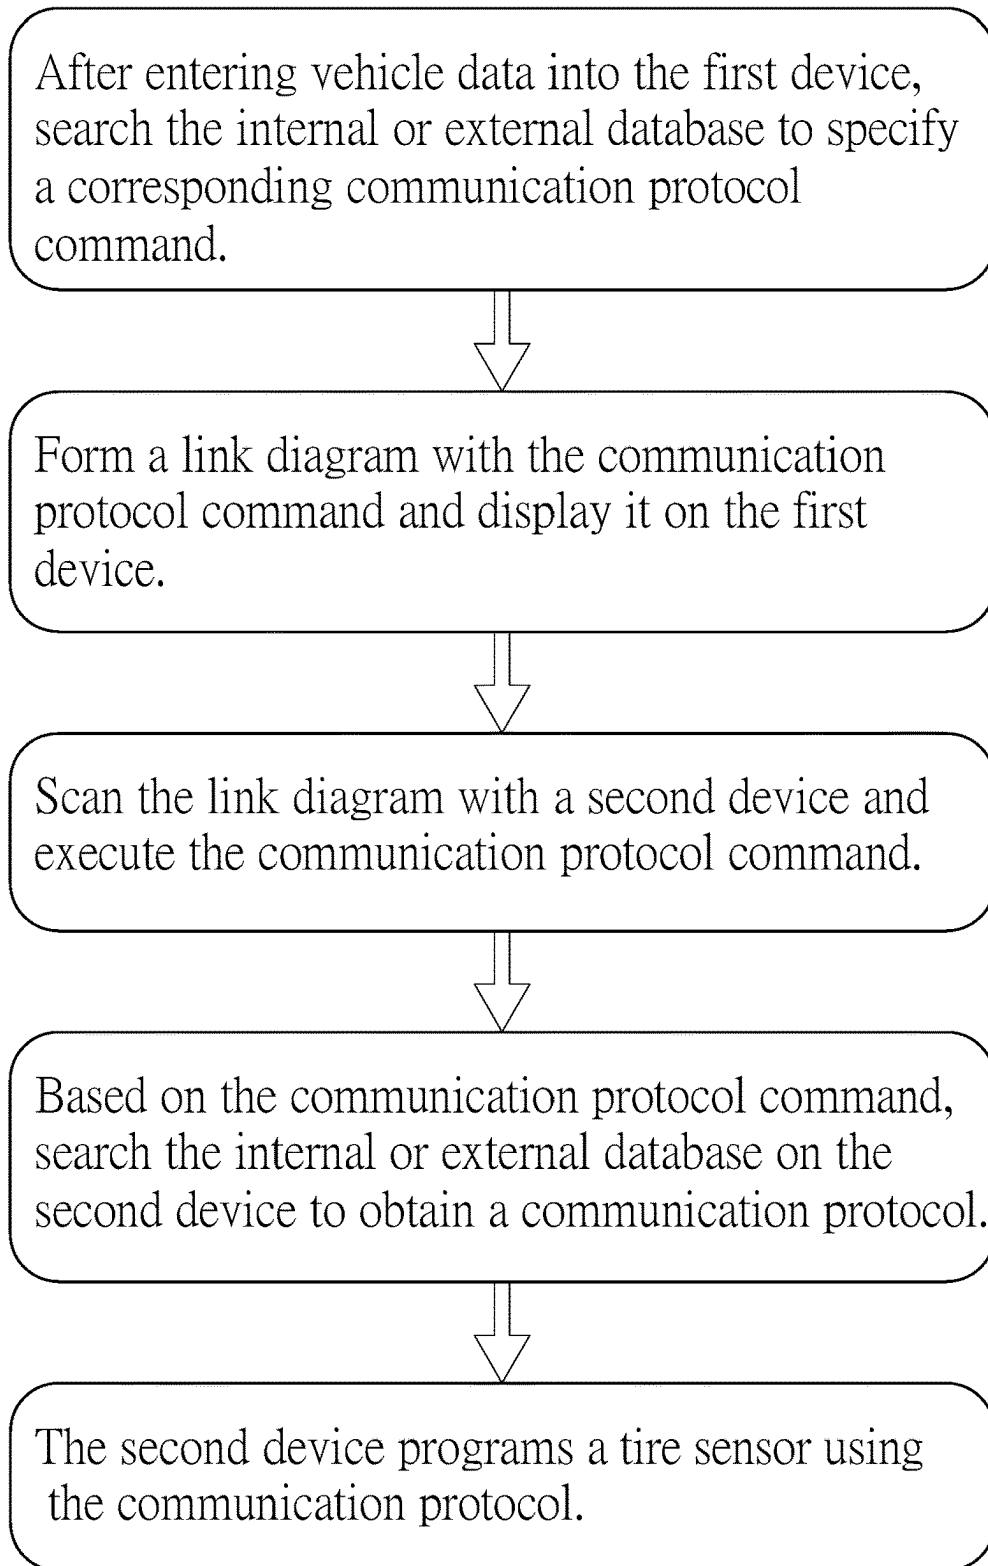 After entering vehicle data into the first device,
search the internal or external database to specify
a corresponding communication protocol
command.
Form a link diagram with the communication
protocol command and display it on the first
device.
Scan the link diagram with a second device and
execute the communication protocol command.
Based on the communication protocol command,
search the internal or external database on the
second device to obtain a communication protocol.
The second device programs a tire sensor using
the communication protocol.